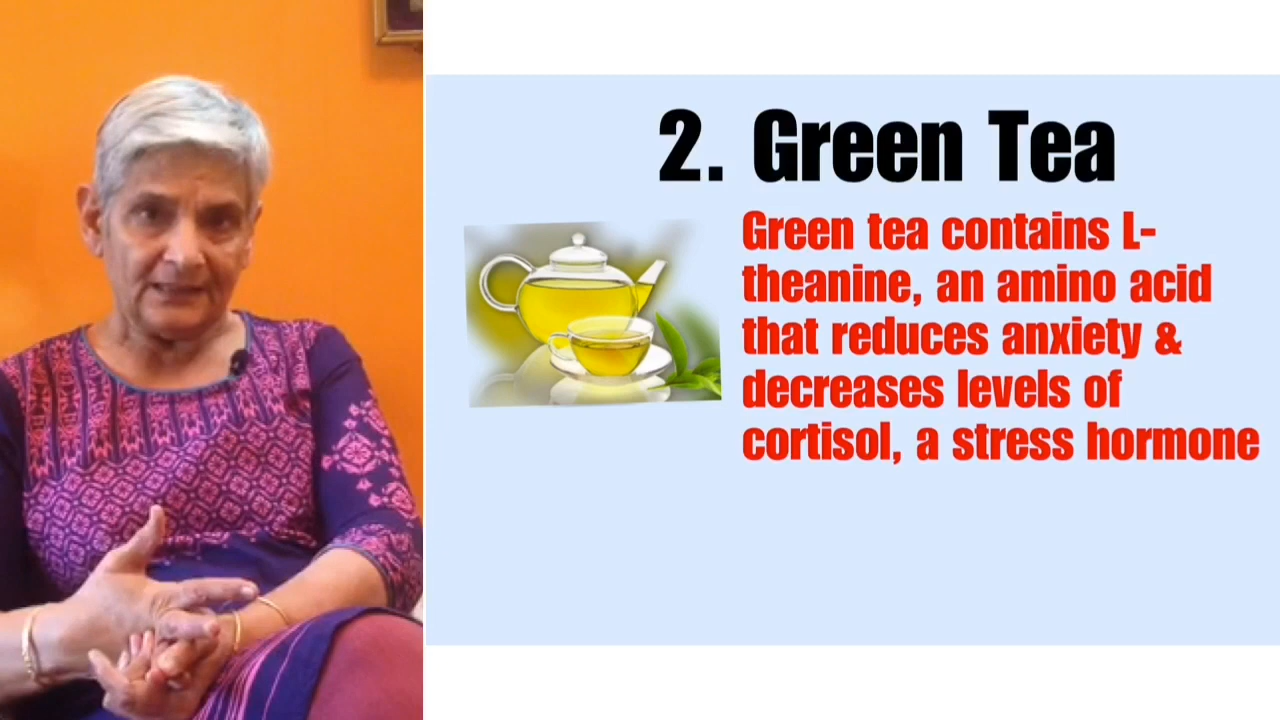 2. Green Tea
Green tea contains L-
theanine, an amino acid
that reduces anxiety &
decreases levels of
cortisol, a stress hormone